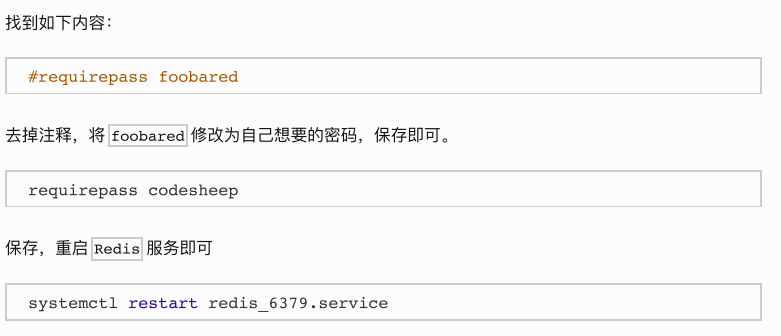 找到如下内容：
#requirepass foobared
去掉注释，将 foobared 修改为自己想要的密码，保存即可。
requirepass codesheep
保存，重启 Redis 服务即可
systemctl restart redis_6379.service